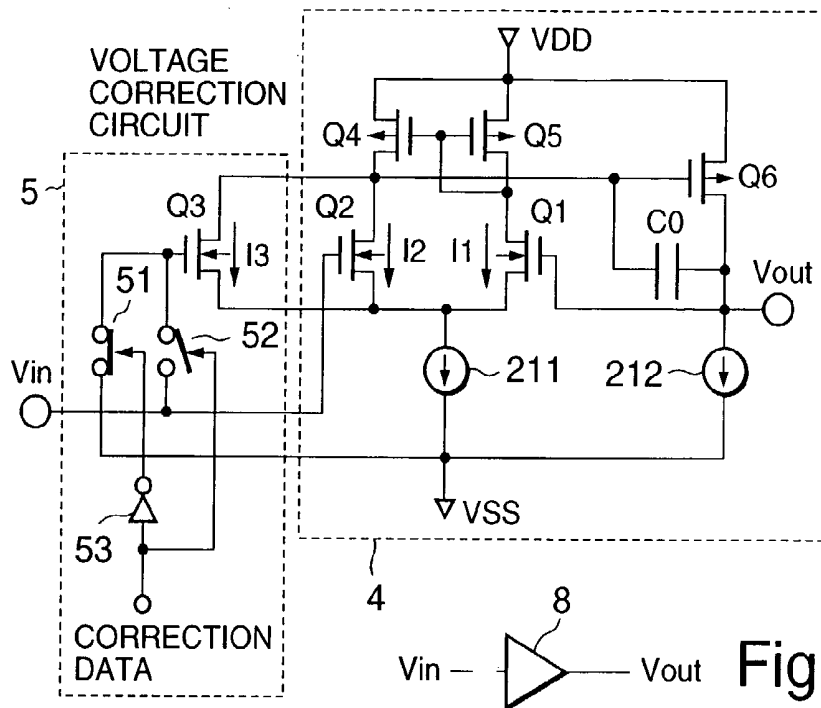 VDD
VOLTAGE
CORRECTION
CIRCUIT
Q4
Q5
5
Q6
Q3
Q2
Q1
C0
I3
I2
I1
Vout
51
52
Vin
211
212
53
VSS
4
8
CORRECTION
DATA
Vin
Vout
Fig